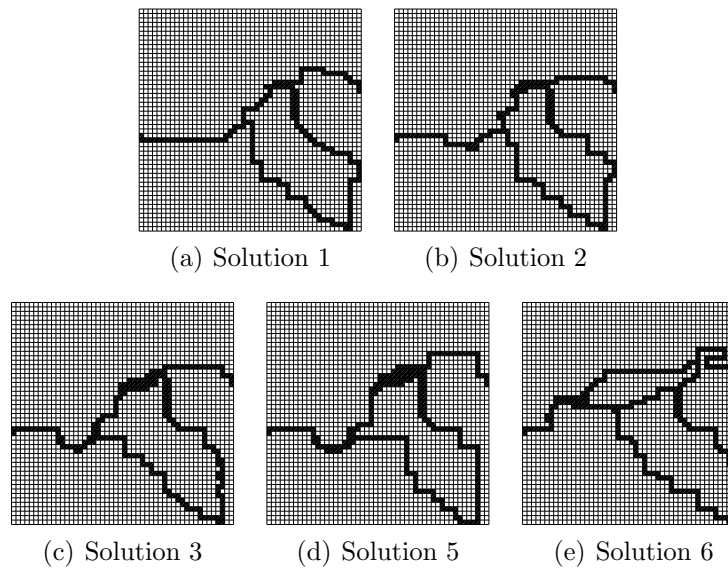 (a) Solution 1
(b) Solution 2
(c) Solution 3
(d) Solution 5
(e) Solution 6